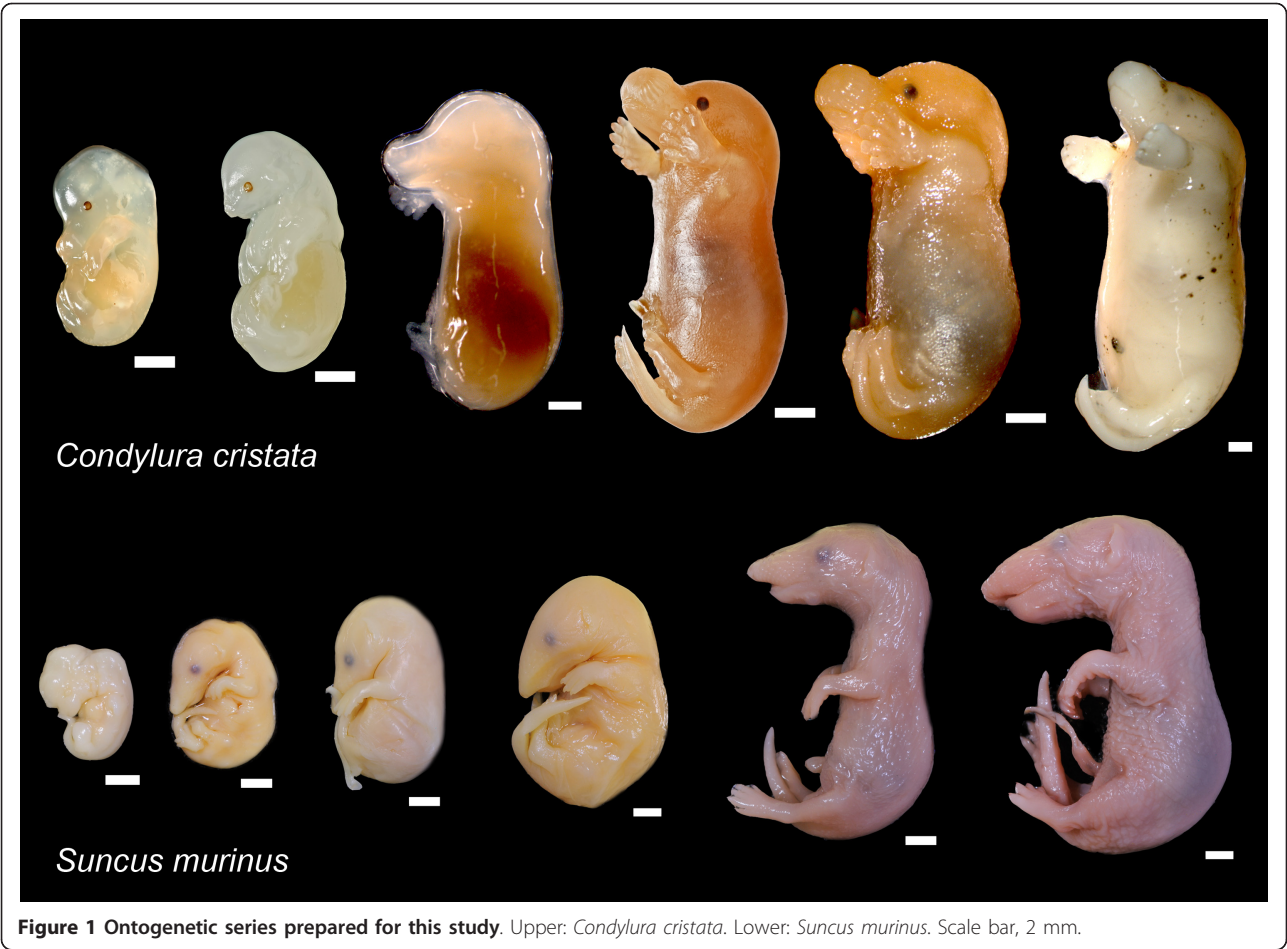 Condylura cristata
Suncus murinus
Figure 1 Ontogenetic series prepared for this study. Upper: Condylura cristata. Lower: Suncus murinus. Scale bar, 2 mm.